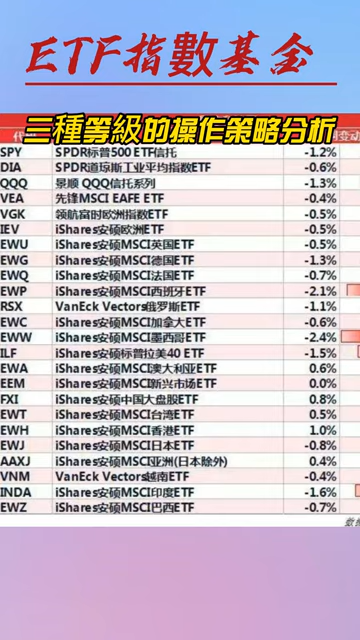 ETF指數基金
三種等級的操作策略分析
SPY SPDR标普500 ETF信托 -1.2%
DIA SPDR道琼斯工业平均指数ETF -0.6%
QQQ 景顺 QQQ信托系列 -1.3%
VEA 先锋MSCI EAFE ETF -0.4%
VGK 领航富时欧洲指数ETF -0.5%
IEV iShares安硕欧洲ETF -0.5%
EWU iShares安硕MSCI英国ETF -0.5%
EWG iShares安硕MSCI德国ETF -1.3%
EWQ iShares安硕MSCI法国ETF -0.7%
EWP iShares安硕MSCI西班牙ETF -2.1%
RSX VanEck Vectors俄罗斯ETF -1.1%
EWC iShares安硕MSCI加拿大ETF -0.6%
EWW iShares安硕MSCI墨西哥ETF -2.4%
ILF iShares安硕标普拉美40 ETF -1.5%
EWA iShares安硕MSCI澳大利亚ETF 0.6%
EEM iShares安硕MSCI新兴市场ETF 0.0%
FXI iShares安硕中国大盘股ETF 0.8%
EWT iShares安硕MSCI台湾ETF 0.5%
EWH iShares安硕MSCI香港ETF 1.0%
EWJ iShares安硕MSCI日本ETF -0.8%
AAXJ iShares安硕MSCI亚洲(日本除外) 0.4%
VNM VanEck Vectors越南ETF -0.4%
INDA iShares安硕MSCI印度ETF -1.6%
EWZ iShares安硕MSCI巴西ETF -0.7%